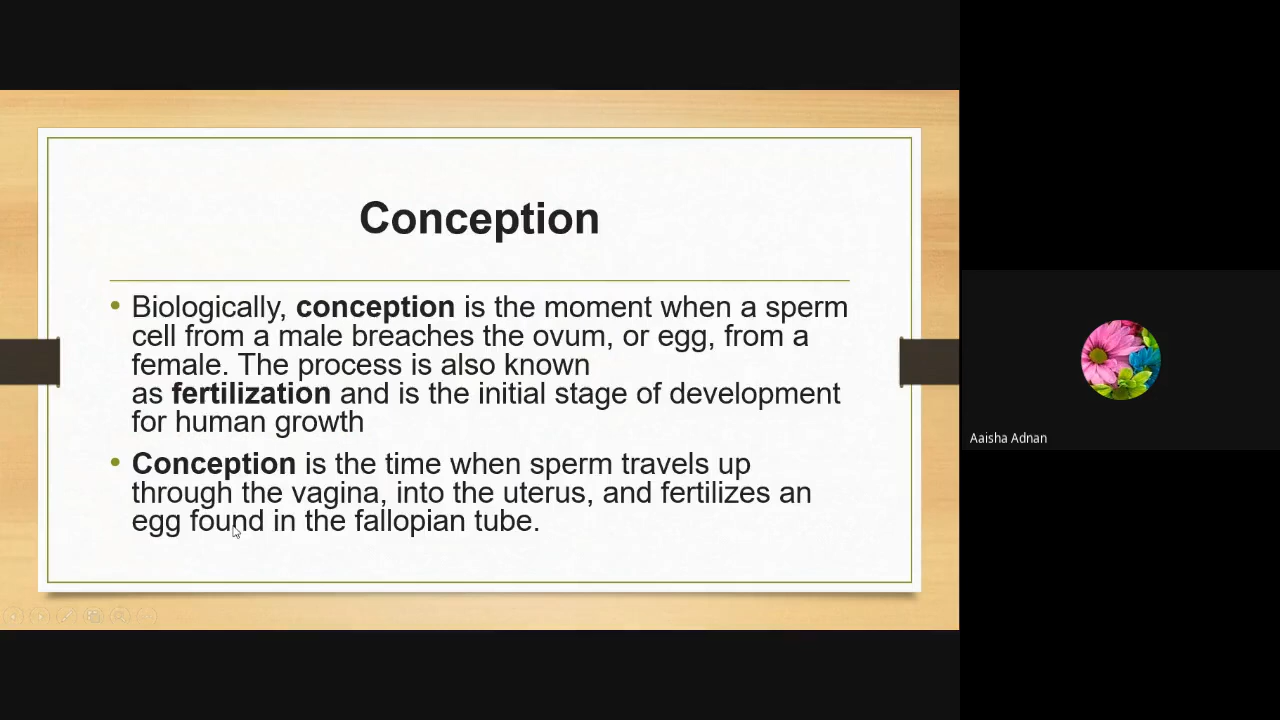 Conception
• Biologically, conception is the moment when a sperm
cell from a male breaches the ovum, or egg, from a
female. The process is also known
as fertilization and is the initial stage of development
for human growth
• Conception is the time when sperm travels up
through the vagina, into the uterus, and fertilizes an
egg found in the fallopian tube.
Aaisha Adnan